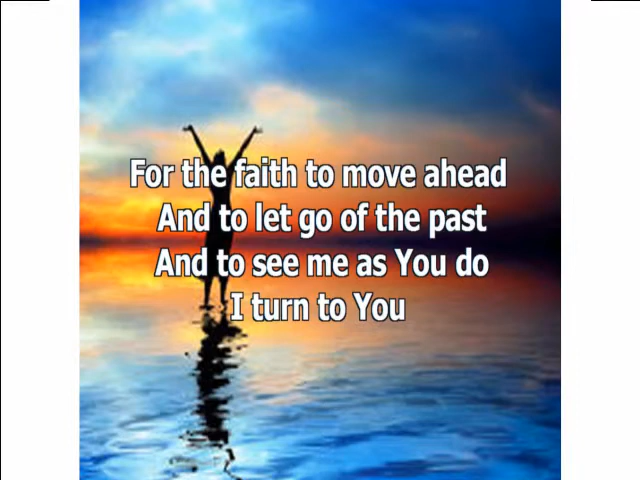 For the faith to move ahead
And to let go of the past
And to see me as You do
I turn to You